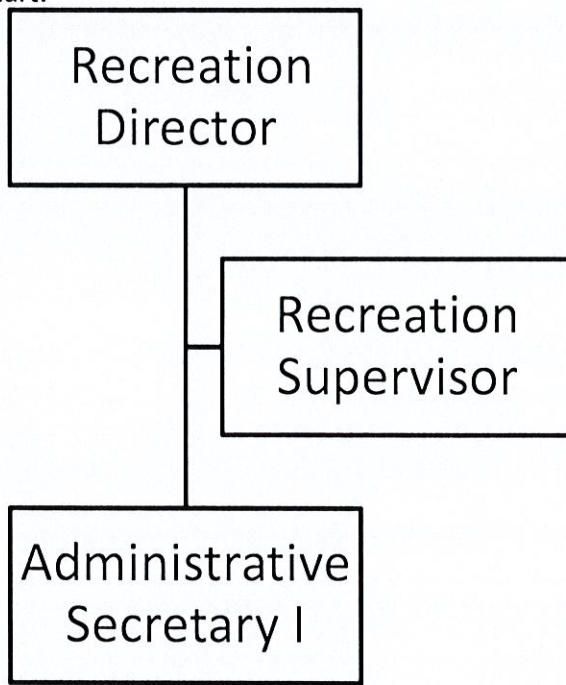 Recreation
Director
Recreation
Supervisor
Administrative
Secretary I